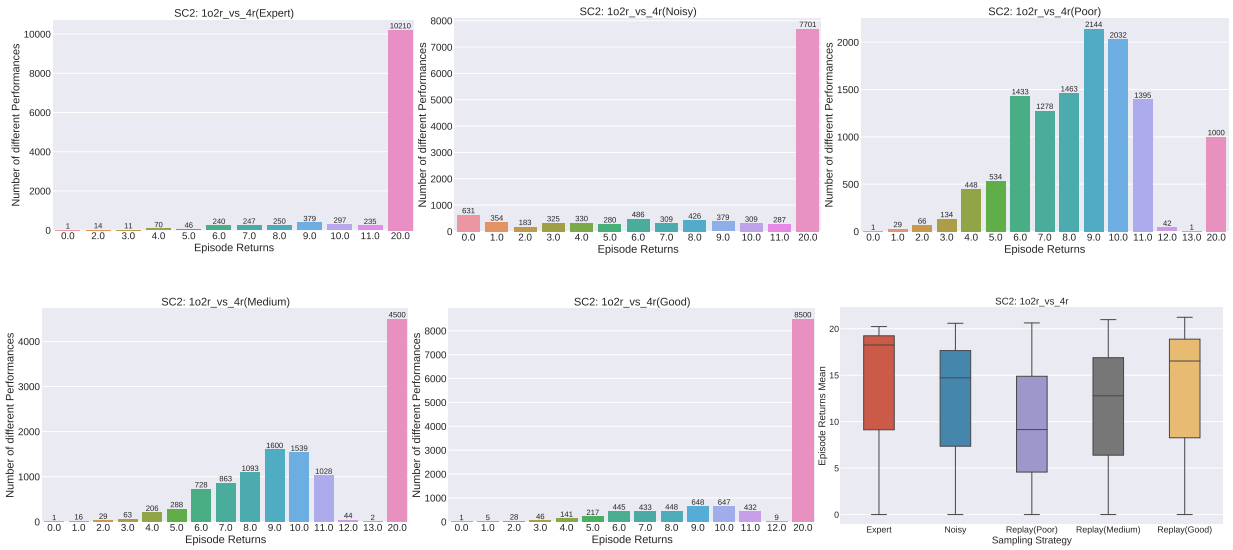 SC2: 1o2r_vs_4r(Expert)
Number of different Performances
10000
8000
6000
4000
2000
0
1 14 11 70 46 240 247 250 379 297 235 10210
0.0 2.0 3.0 4.0 5.0 6.0 7.0 8.0 9.0 10.0 11.0 20.0
Episode Returns
SC2: 1o2r_vs_4r(Noisy)
Number of different Performances
8000
7000
6000
5000
4000
3000
2000
1000
0
631 354 183 325 330 280 486 309 426 379 309 287 7701
0.0 1.0 2.0 3.0 4.0 5.0 6.0 7.0 8.0 9.0 10.0 11.0 20.0
Episode Returns
SC2: 1o2r_vs_4r(Poor)
Number of different Performances
2000
1500
1000
500
0
1 29 66 134 448 534 1433 1278 1463 2144 2032 1395 42 1 1000
0.0 1.0 2.0 3.0 4.0 5.0 6.0 7.0 8.0 9.0 10.0 11.0 12.0 13.0 20.0
Episode Returns
SC2: 1o2r_vs_4r(Medium)
Number of different Performances
4000
3000
2000
1000
0
1 16 29 63 206 288 728 863 1093 1600 1539 1028 44 2 4500
0.0 1.0 2.0 3.0 4.0 5.0 6.0 7.0 8.0 9.0 10.0 11.0 12.0 13.0 20.0
Episode Returns
SC2: 1o2r_vs_4r(Good)
Number of different Performances
8000
7000
6000
5000
4000
3000
2000
1000
0
1 5 28 46 141 217 445 433 448 648 647 432 9 8500
0.0 1.0 2.0 3.0 4.0 5.0 6.0 7.0 8.0 9.0 10.0 11.0 12.0 20.0
Episode Returns
SC2: 1o2r_vs_4r
Episode Returns Mean
20
15
10
5
0
Expert Noisy Replay(Poor) Replay(Medium) Replay(Good)
Sampling Strategy